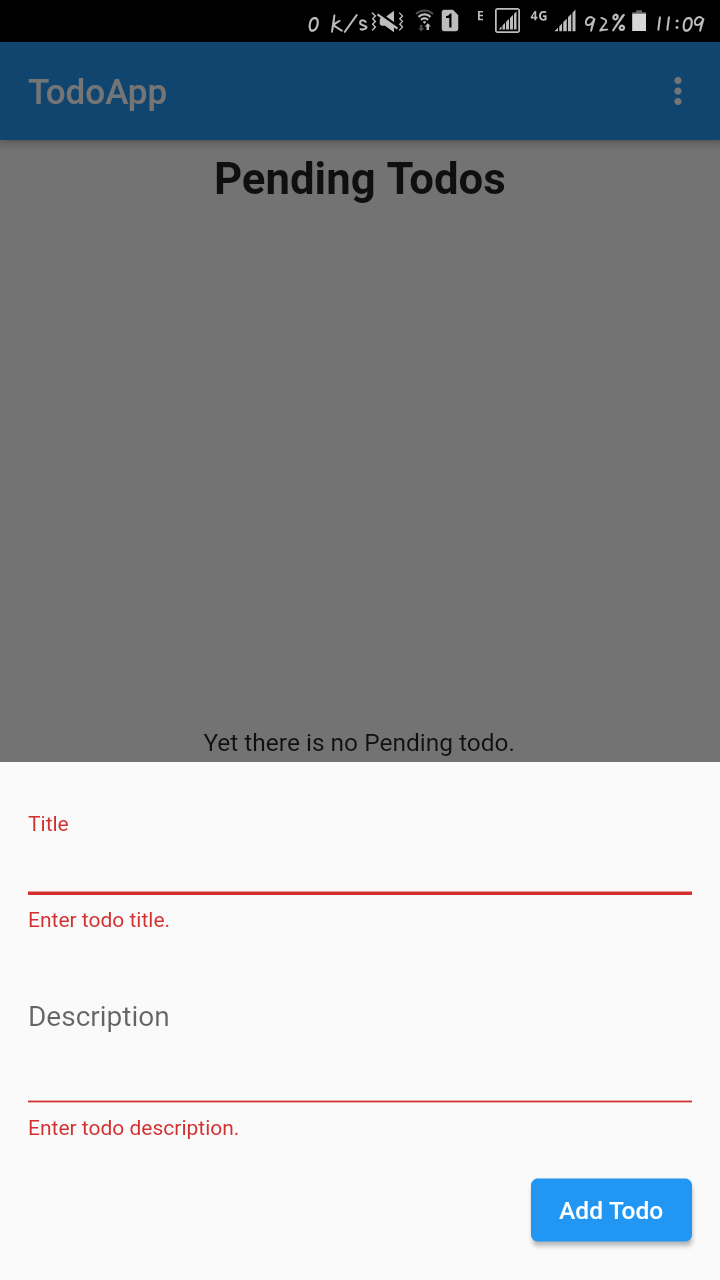 0 K/s 1 E 4G 92% 11:09
TodoApp
Pending Todos
Yet there is no Pending todo.
Title
Enter todo title.
Description
Enter todo description.
Add Todo